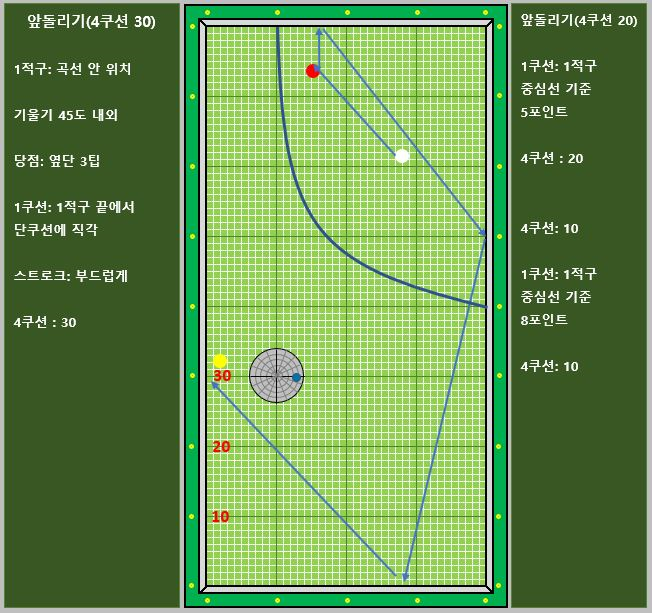 앞돌리기(4쿠션 30)
1적구: 곡선 안 위치
기울기 45도 내외
당점: 옆단 3팁
1쿠션: 1적구 끝에서
단쿠션에 직각
스트로크: 부드럽게
4쿠션 : 30
30
20
10
앞돌리기(4쿠션 20)
1쿠션: 1적구
중심선 기준
5포인트
4쿠션 : 20
4쿠션: 10
1쿠션: 1적구
중심선 기준
8포인트
4쿠션: 10